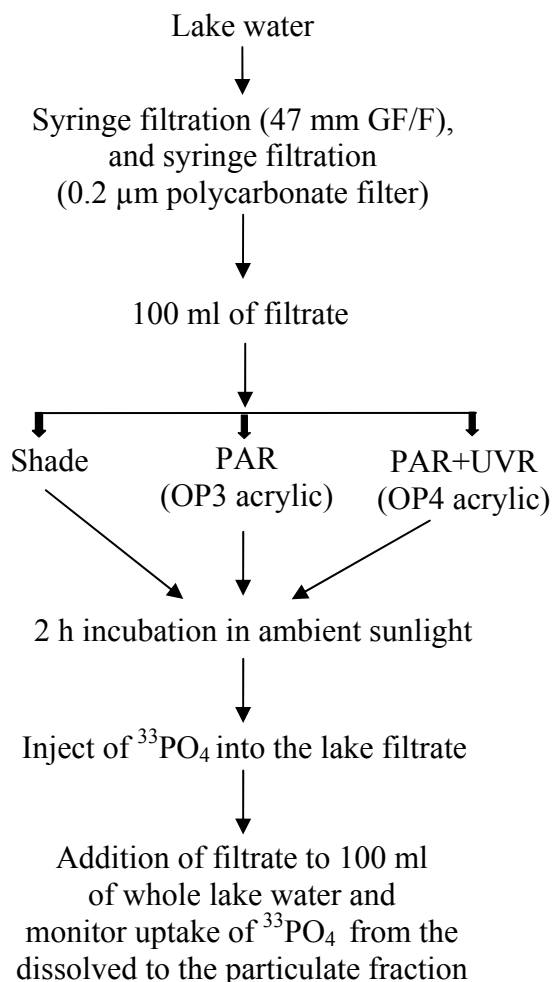 Lake water
Syringe filtration (47 mm GF/F),
and syringe filtration
(0.2 µm polycarbonate filter)
100 ml of filtrate
Shade
PAR
(OP3 acrylic)
PAR+UVR
(OP4 acrylic)
2 h incubation in ambient sunlight
Inject of ³³PO₄ into the lake filtrate
Addition of filtrate to 100 ml
of whole lake water and
monitor uptake of ³³PO₄ from the
dissolved to the particulate fraction